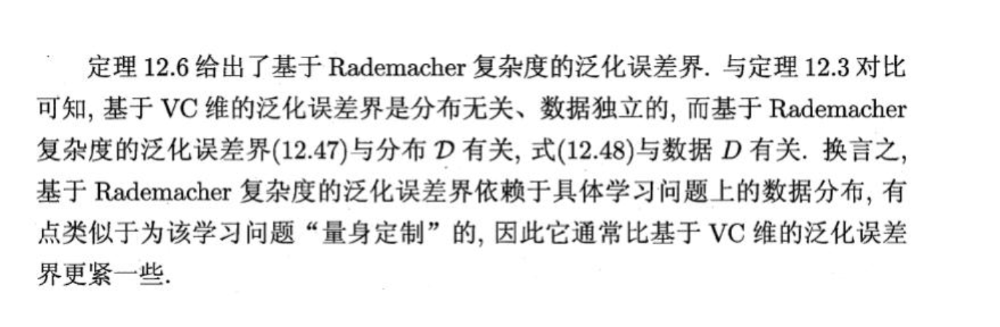 定理 12.6 给出了基于 Rademacher 复杂度的泛化误差界. 与定理 12.3 对比
可知, 基于 VC 维的泛化误差界是分布无关、数据独立的, 而基于 Rademacher
复杂度的泛化误差界(12.47)与分布 𝒟 有关, 式(12.48)与数据 D 有关. 换言之,
基于 Rademacher 复杂度的泛化误差界依赖于具体学习问题上的数据分布, 有
点类似于为该学习问题“量身定制”的, 因此它通常比基于 VC 维的泛化误差
界更紧一些.